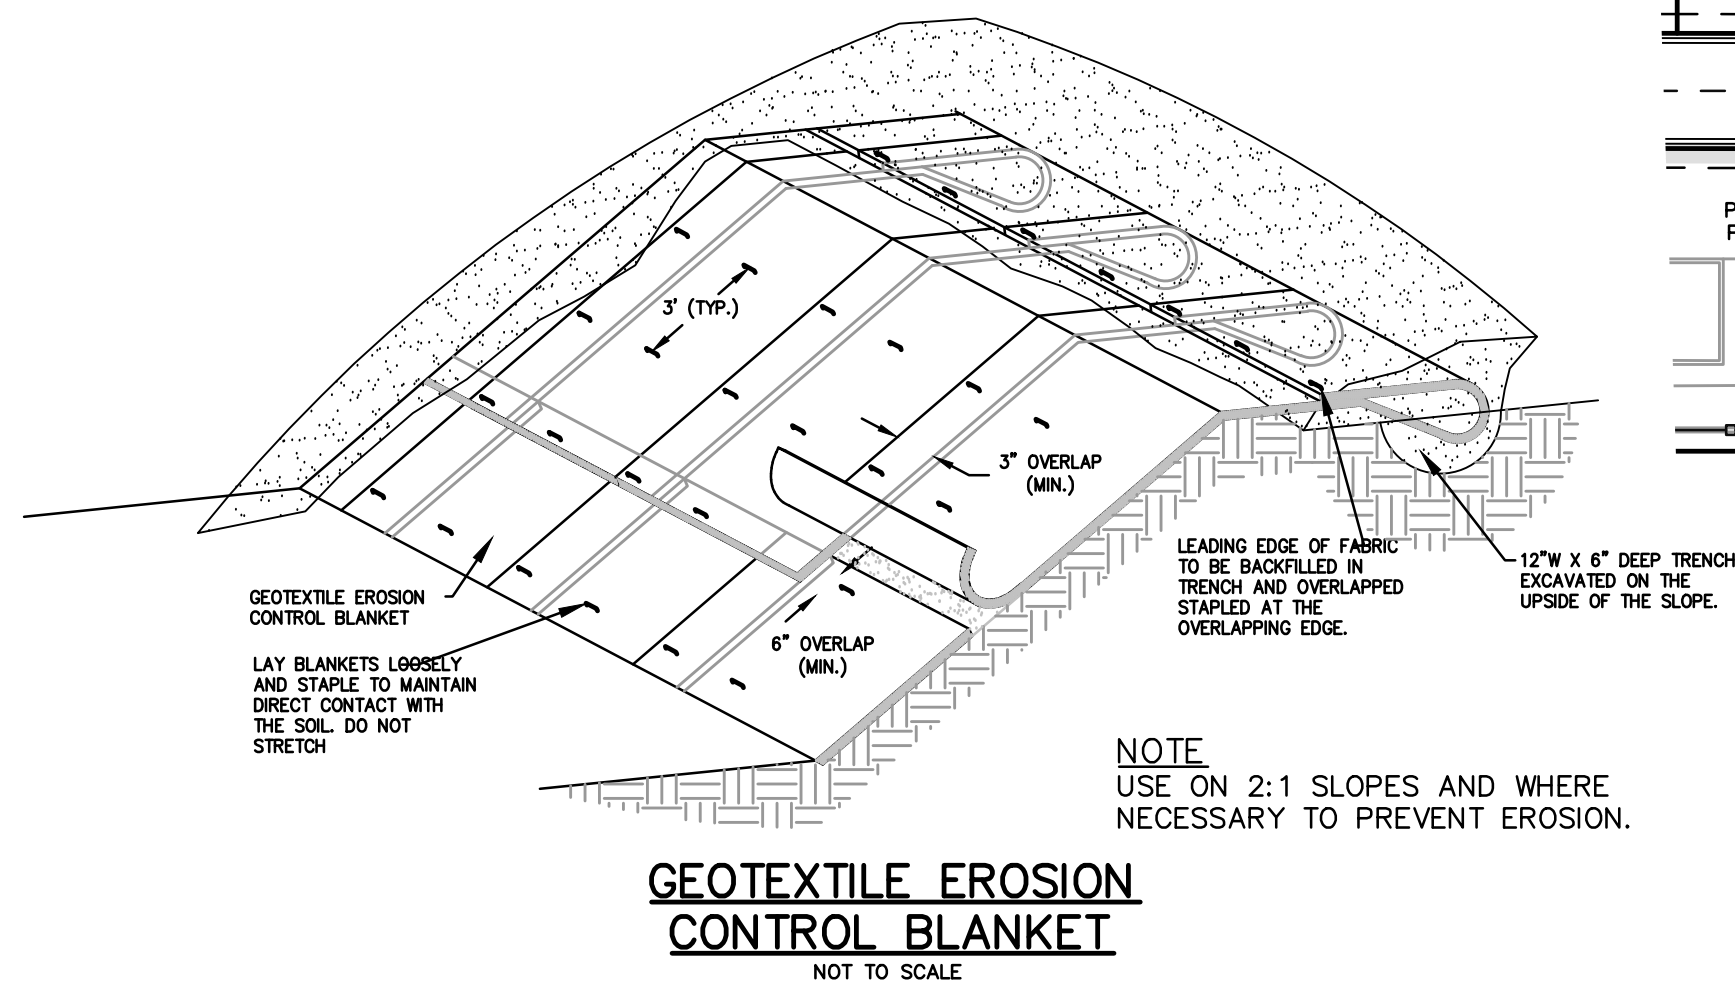 3' (TYP.)
3" OVERLAP
(MIN.)
LEADING EDGE OF FABRIC
TO BE BACKFILLED IN
TRENCH AND OVERLAPPED
STAPLED AT THE
OVERLAPPING EDGE.
12"W X 6" DEEP TRENCH
EXCAVATED ON THE
UPSIDE OF THE SLOPE.
GEOTEXTILE EROSION
CONTROL BLANKET
6" OVERLAP
(MIN.)
LAY BLANKETS LOOSELY
AND STAPLE TO MAINTAIN
DIRECT CONTACT WITH
THE SOIL. DO NOT
STRETCH
NOTE
USE ON 2:1 SLOPES AND WHERE
NECESSARY TO PREVENT EROSION.
GEOTEXTILE EROSION
CONTROL BLANKET
NOT TO SCALE